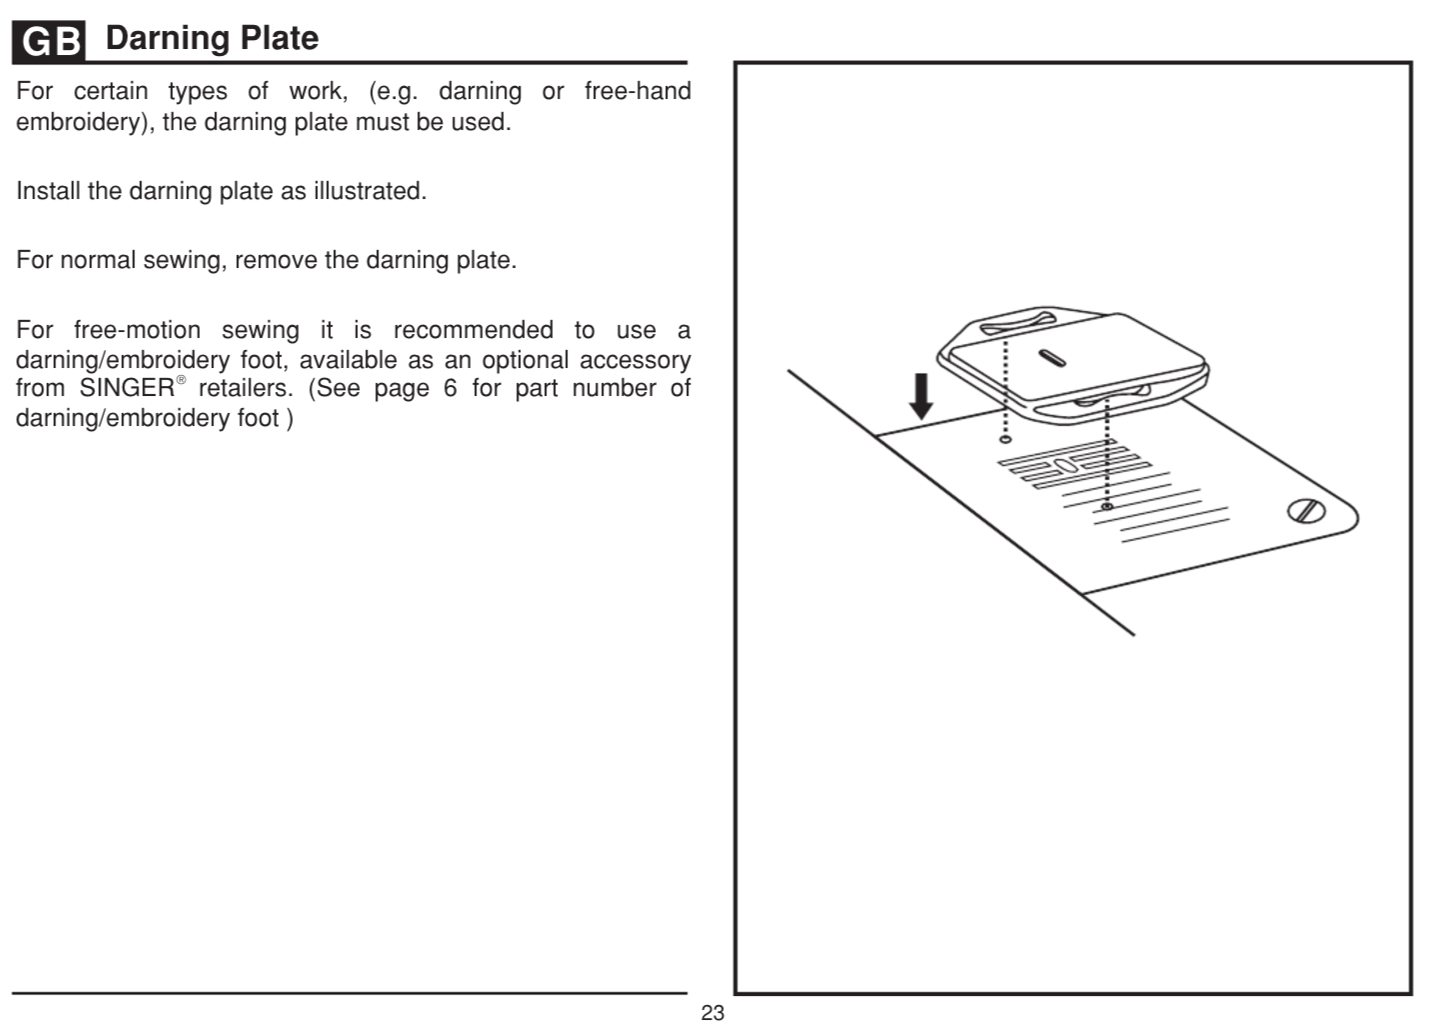 GB Darning Plate
For certain types of work, (e.g. darning or free-hand
embroidery), the darning plate must be used.
Install the darning plate as illustrated.
For normal sewing, remove the darning plate.
For free-motion sewing it is recommended to use a
darning/embroidery foot, available as an optional accessory
from SINGER® retailers. (See page 6 for part number of
darning/embroidery foot )
23